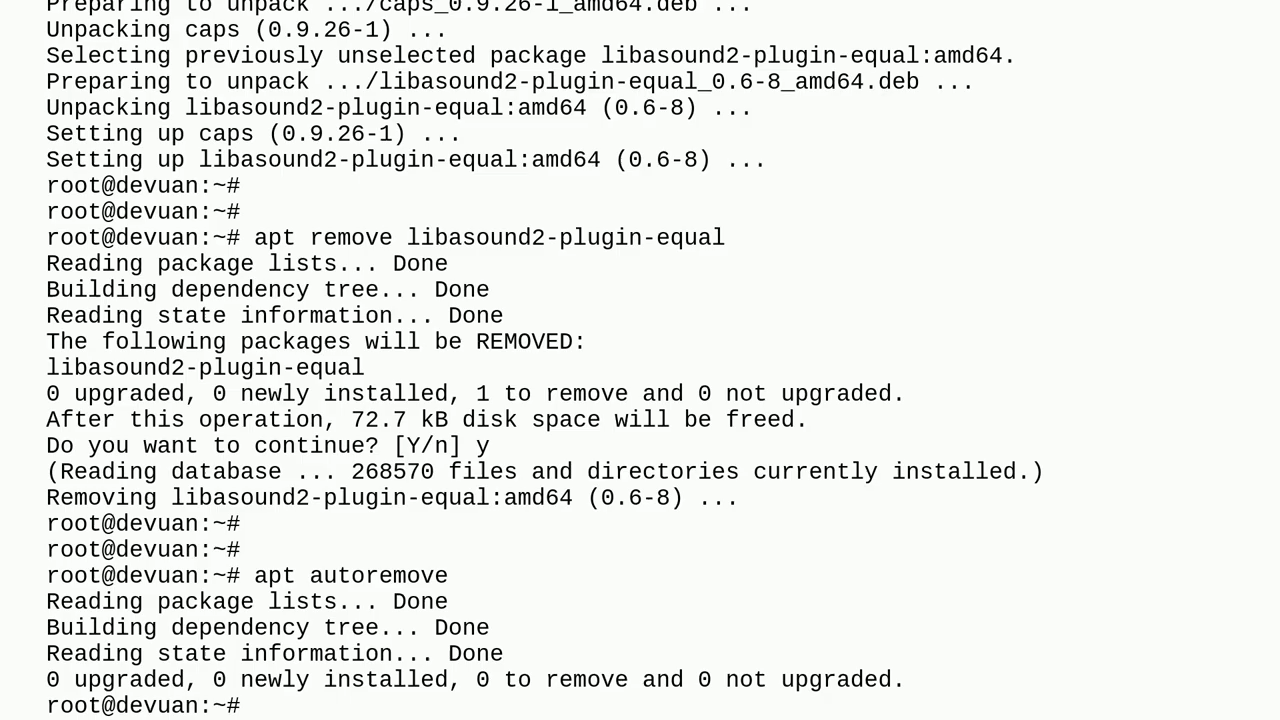 Preparing to unpack .../caps_0.9.26-1_amd64.deb ...
Unpacking caps (0.9.26-1) ...
Selecting previously unselected package libasound2-plugin-equal:amd64.
Preparing to unpack .../libasound2-plugin-equal_0.6-8_amd64.deb ...
Unpacking libasound2-plugin-equal:amd64 (0.6-8) ...
Setting up caps (0.9.26-1) ...
Setting up libasound2-plugin-equal:amd64 (0.6-8) ...
root@devuan:~#
root@devuan:~#
root@devuan:~# apt remove libasound2-plugin-equal
Reading package lists... Done
Building dependency tree... Done
Reading state information... Done
The following packages will be REMOVED:
libasound2-plugin-equal
0 upgraded, 0 newly installed, 1 to remove and 0 not upgraded.
After this operation, 72.7 kB disk space will be freed.
Do you want to continue? [Y/n] y
(Reading database ... 268570 files and directories currently installed.)
Removing libasound2-plugin-equal:amd64 (0.6-8) ...
root@devuan:~#
root@devuan:~#
root@devuan:~# apt autoremove
Reading package lists... Done
Building dependency tree... Done
Reading state information... Done
0 upgraded, 0 newly installed, 0 to remove and 0 not upgraded.
root@devuan:~#